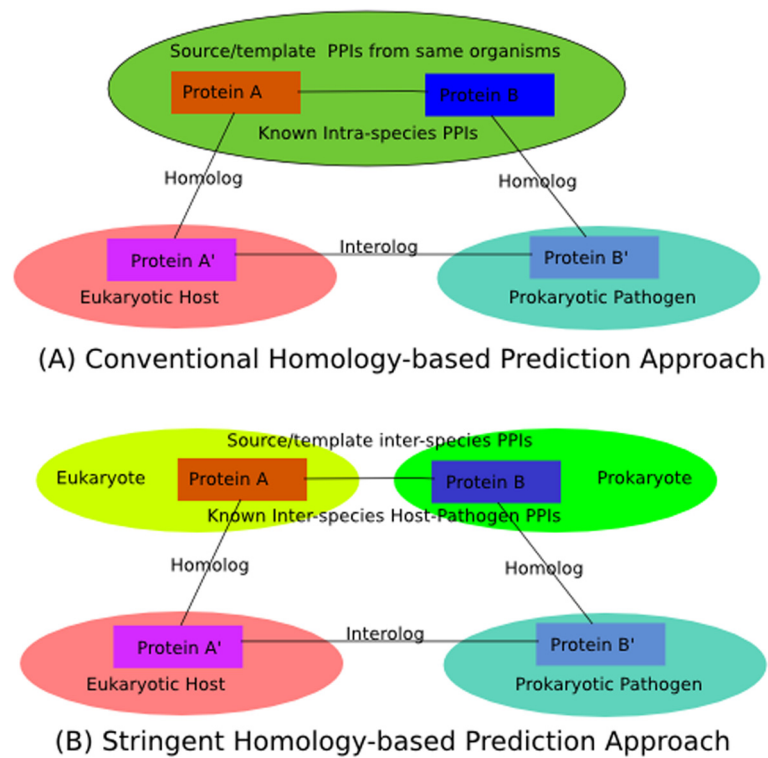 Source/template PPIs from same organisms
Protein A
Protein B
Known Intra-species PPIs
Homolog
Homolog
Interolog
Protein A'
Protein B'
Eukaryotic Host
Prokaryotic Pathogen
(A) Conventional Homology-based Prediction Approach
Source/template inter-species PPIs
Eukaryote
Protein A
Protein B
Prokaryote
Known Inter-species Host-Pathogen PPIs
Homolog
Homolog
Interolog
Protein A'
Protein B'
Eukaryotic Host
Prokaryotic Pathogen
(B) Stringent Homology-based Prediction Approach